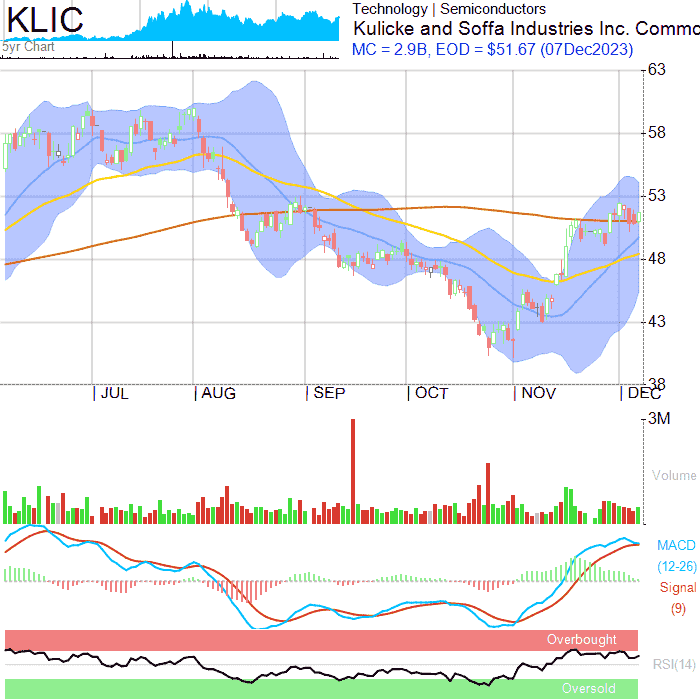 KLIC
5yr Chart
Technology | Semiconductors
Kulicke and Soffa Industries Inc. Commo
MC = 2.9B, EOD = $51.67 (07Dec2023)
63
58
53
48
43
38
JUL AUG SEP OCT NOV DEC
3M
Volume
MACD
(12-26)
Signal
(9)
Overbought
RSI(14)
Oversold